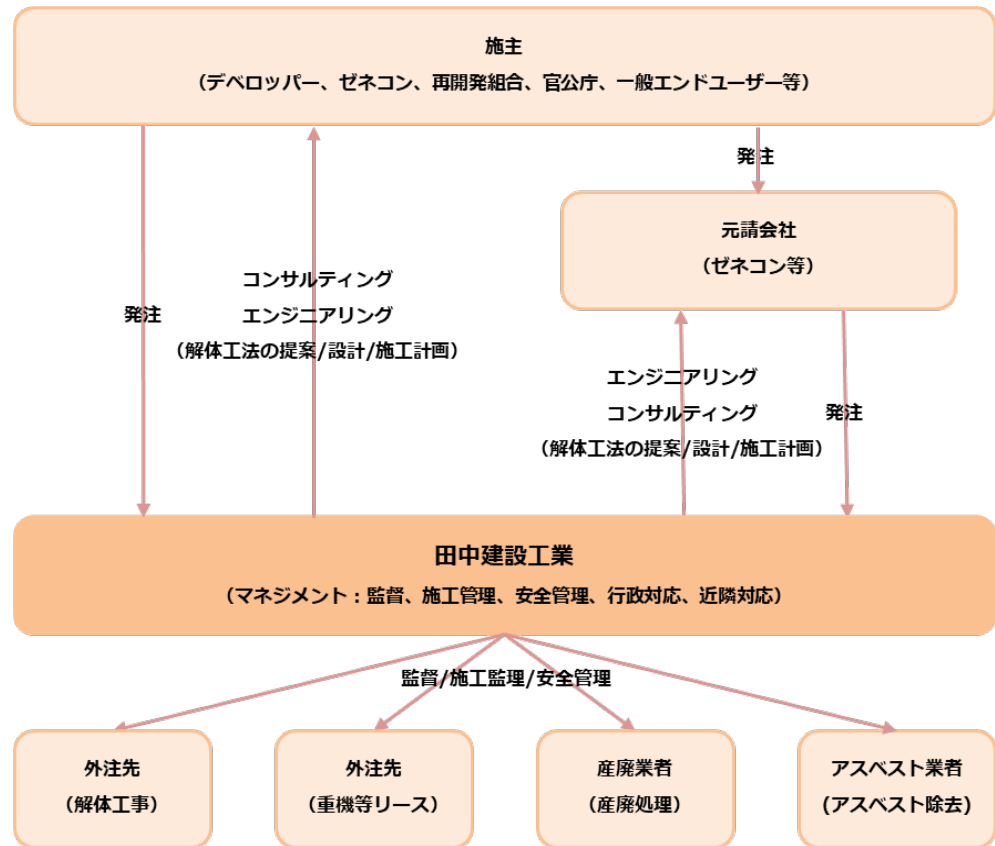 施主
（デベロッパー、ゼネコン、再開発組合、官公庁、一般エンドユーザー等）
発注
元請会社
（ゼネコン等）
コンサルティング
エンジニアリング
（解体工法の提案/設計/施工計画）
発注
エンジニアリング
コンサルティング
（解体工法の提案/設計/施工計画）
発注
田中建設工業
（マネジメント：監督、施工管理、安全管理、行政対応、近隣対応）
監督/施工監理/安全管理
外注先
（解体工事）
外注先
（重機等リース）
産廃業者
（産廃処理）
アスベスト業者
(アスベスト除去)